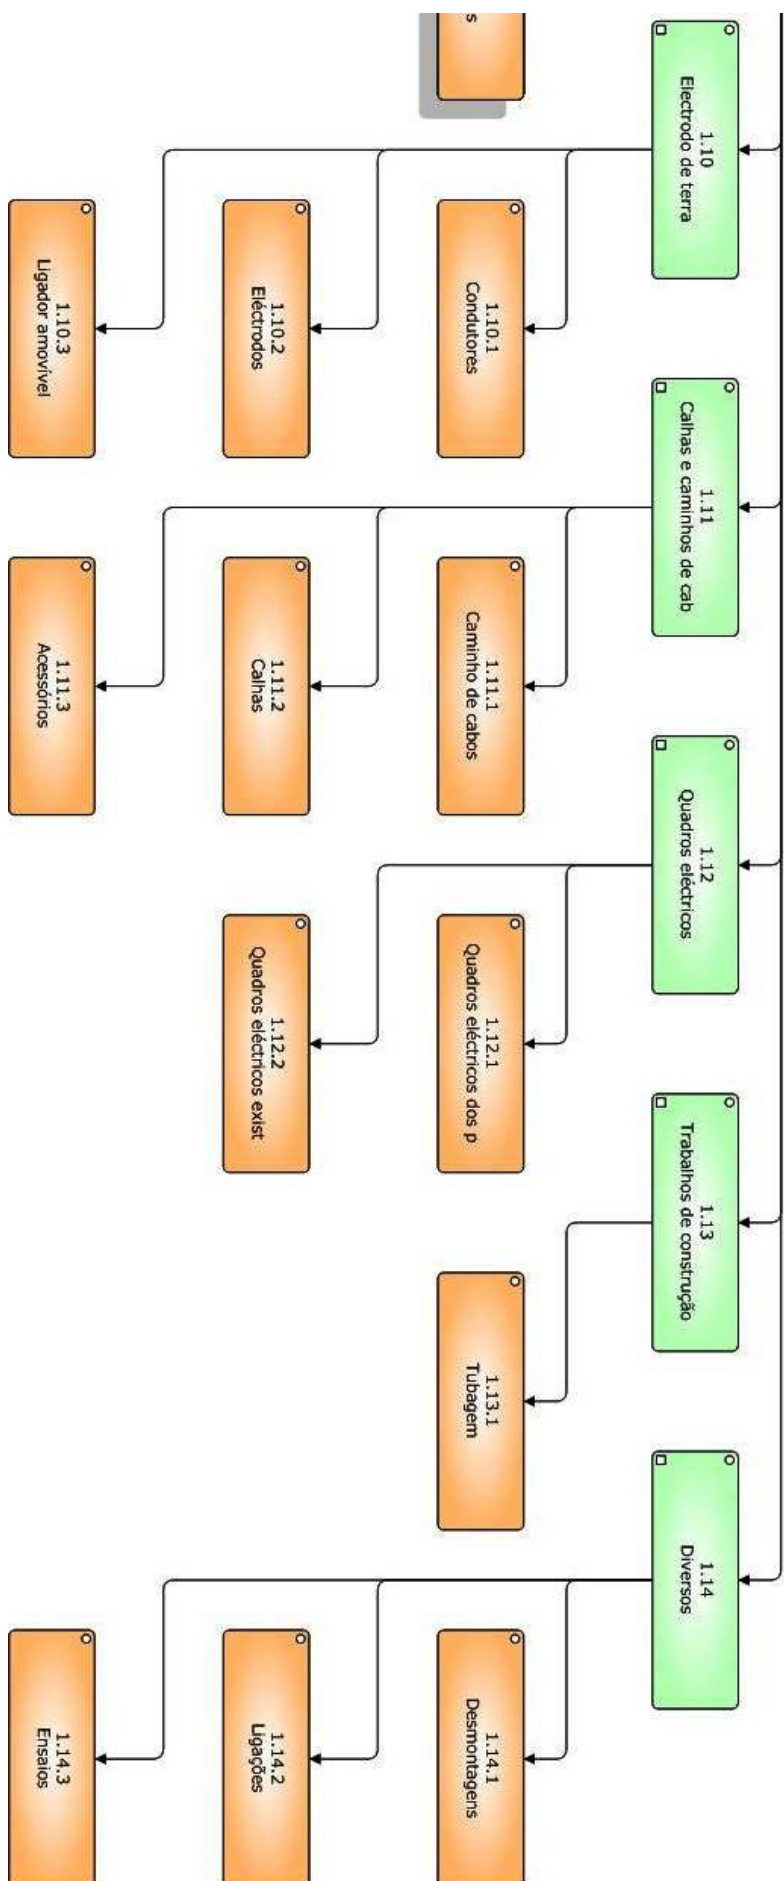 s
1.10
Electrodo de terra
1.10.1
Condutores
1.10.2
Eléctrodos
1.10.3
Ligador amovível
1.11
Calhas e caminhos de cab
1.11.1
Caminho de cabos
1.11.2
Calhas
1.11.3
Acessórios
1.12
Quadros eléctricos
1.12.1
Quadros eléctricos dos p
1.12.2
Quadros eléctricos exist
1.13
Trabalhos de construção
1.13.1
Tubagem
1.14
Diversos
1.14.1
Desmontagens
1.14.2
Ligações
1.14.3
Ensaios